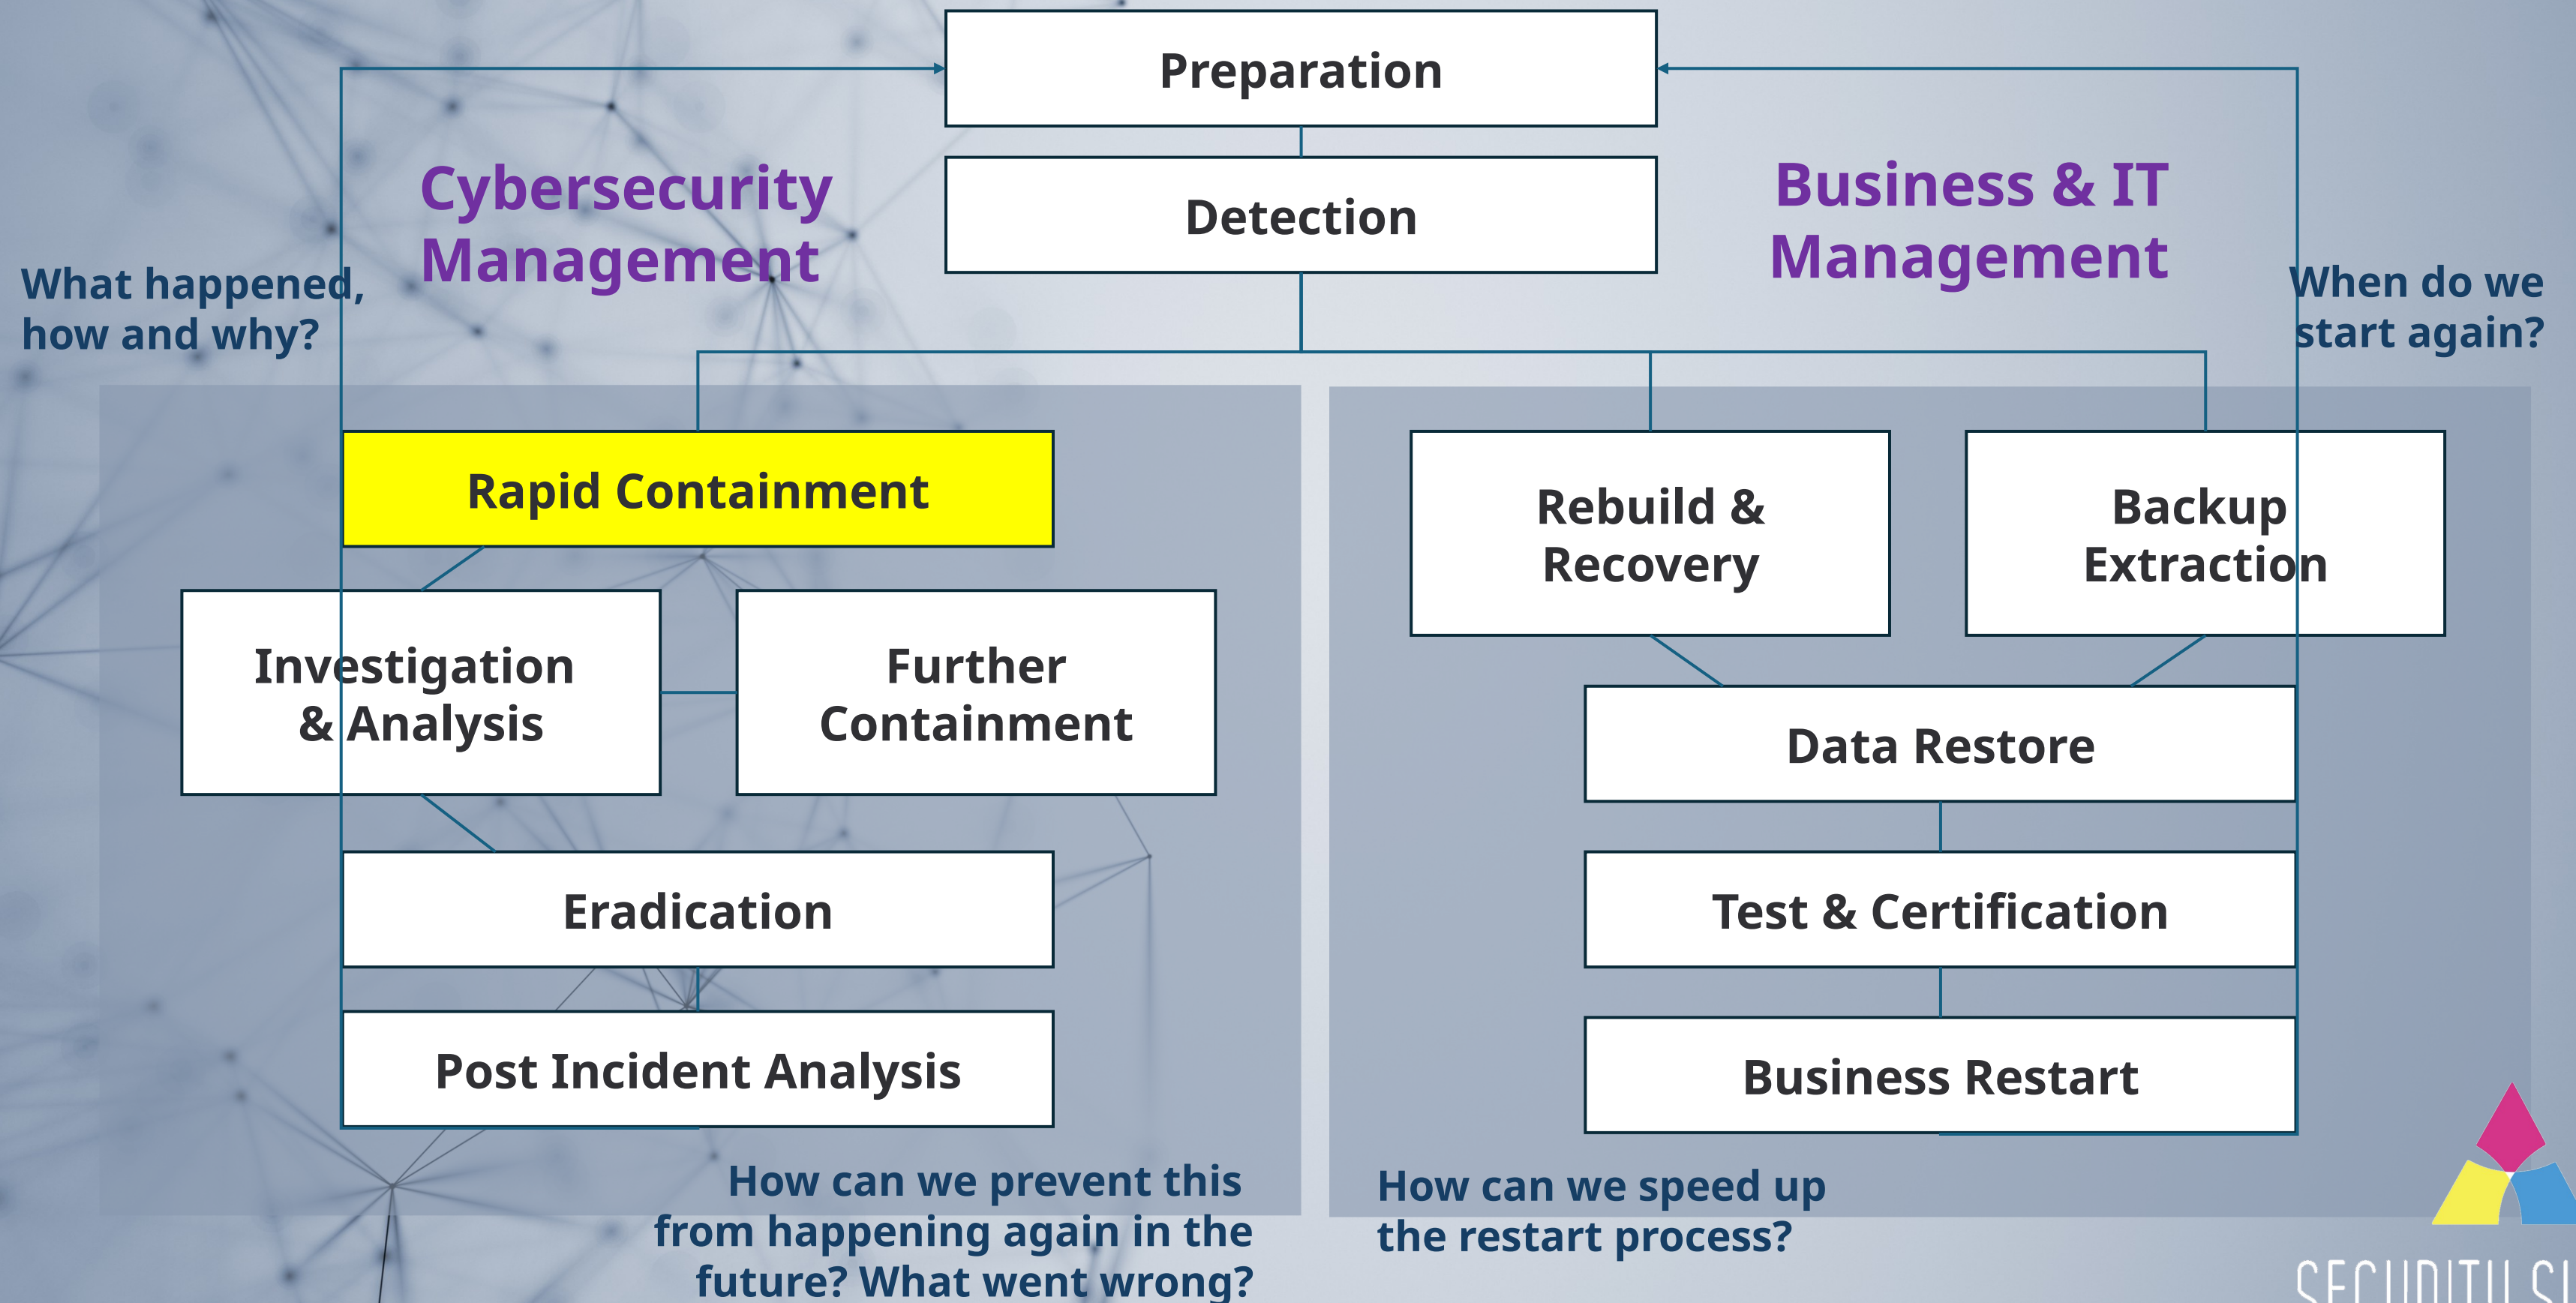 Preparation
Detection
Cybersecurity
Management
Business & IT
Management
What happened,
how and why?
When do we
start again?
Rapid Containment
Investigation
& Analysis
Further
Containment
Eradication
Post Incident Analysis
How can we prevent this
from happening again in the
future? What went wrong?
Rebuild &
Recovery
Backup
Extraction
Data Restore
Test & Certification
Business Restart
How can we speed up
the restart process?